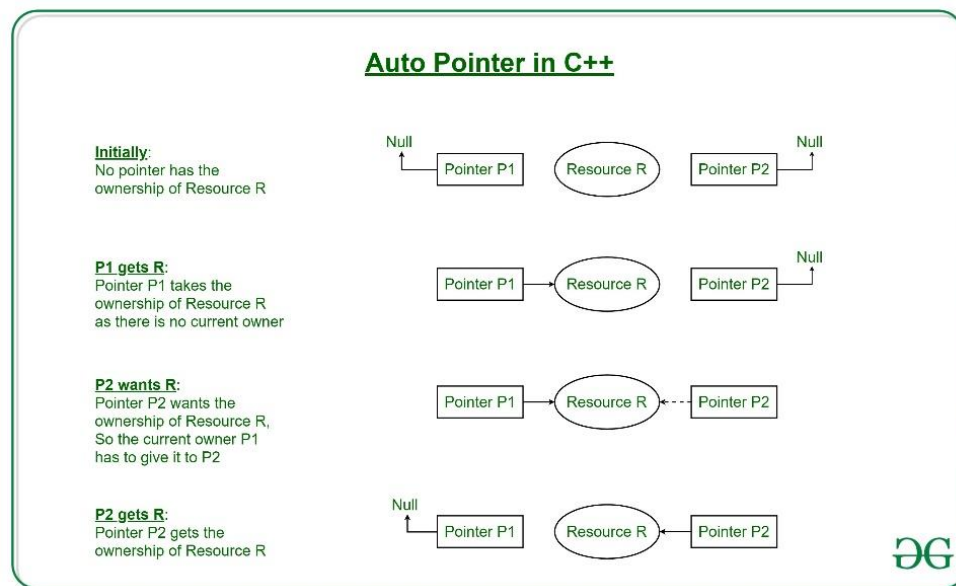 Auto Pointer in C++
Initially:
No pointer has the
ownership of Resource R
Null
Pointer P1
Resource R
Pointer P2
Null
P1 gets R:
Pointer P1 takes the
ownership of Resource R
as there is no current owner
Pointer P1
Resource R
Pointer P2
Null
P2 wants R:
Pointer P2 wants the
ownership of Resource R,
So the current owner P1
has to give it to P2
Pointer P1
Resource R
Pointer P2
P2 gets R:
Pointer P2 gets the
ownership of Resource R
Null
Pointer P1
Resource R
Pointer P2